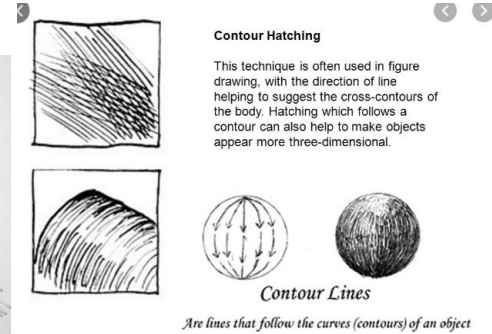 Contour Hatching
This technique is often used in figure
drawing, with the direction of line
helping to suggest the cross-contours of
the body. Hatching which follows a
contour can also help to make objects
appear more three-dimensional.
Contour Lines
Are lines that follow the curves (contours) of an object